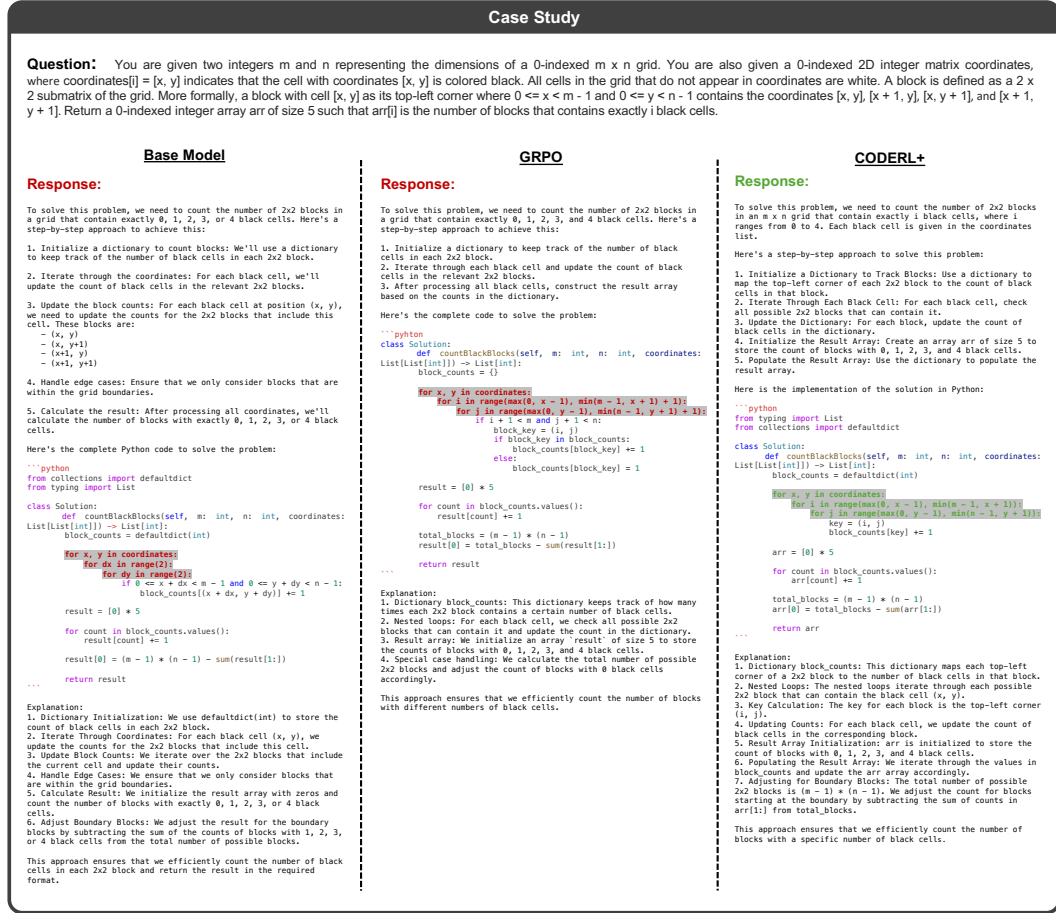 Case Study
Question: You are given two integers m and n representing the dimensions of a 0-indexed m x n grid. You are also given a 0-indexed 2D integer matrix coordinates,
where coordinates[i] = [x, y] indicates that the cell with coordinates [x, y] is colored black. All cells in the grid that do not appear in coordinates are white. A block is defined as a 2 x
2 submatrix of the grid. More formally, a block with cell [x, y] as its top-left corner where 0 <= x < m - 1 and 0 <= y < n - 1 contains the coordinates [x, y], [x + 1, y], [x, y + 1], and [x + 1,
y + 1]. Return a 0-indexed integer array arr of size 5 such that arr[i] is the number of blocks that contains exactly i black cells.
Base Model
Response:
To solve this problem, we need to count the number of 2x2 blocks in
a grid that contain exactly 0, 1, 2, 3, or 4 black cells. Here's a
step-by-step approach to achieve this:
1. Initialize a dictionary to count blocks: We'll use a dictionary
to keep track of the number of black cells in each 2x2 block.
2. Iterate through the coordinates: For each black cell, we'll
update the count of black cells in the relevant 2x2 blocks.
3. Update the block counts: For each black cell at position (x, y),
we need to update the counts for the 2x2 blocks that include this
cell. These blocks are:
- (x, y)
- (x, y+1)
- (x+1, y)
- (x+1, y+1)
4. Handle edge cases: Ensure that we only consider blocks that are
within the grid boundaries.
5. Calculate the result: After processing all coordinates, we'll
calculate the number of blocks with exactly 0, 1, 2, 3, or 4 black
cells.
Here's the complete Python code to solve the problem:
```python
from collections import defaultdict
from typing import List
class Solution:
def countBlackBlocks(self, m: int, n: int, coordinates:
List[List[int]]) -> List[int]:
block_counts = defaultdict(int)
for x, y in coordinates:
for dx in range(2):
for dy in range(2):
if 0 <= x + dx < m - 1 and 0 <= y + dy < n - 1:
block_counts[(x + dx, y + dy)] += 1
result = [0] * 5
for count in block_counts.values():
result[count] += 1
result[0] = (m - 1) * (n - 1) - sum(result[1:])
return result
```
Explanation:
1. Dictionary Initialization: We use defaultdict(int) to store the
count of black cells in each 2x2 block.
2. Iterate Through Coordinates: For each black cell (x, y), we
update the counts for the 2x2 blocks that include this cell.
3. Update Block Counts: We iterate over the 2x2 blocks that include
the current cell and update their counts.
4. Handle Edge Cases: We ensure that we only consider blocks that
are within the grid boundaries.
5. Calculate Result: We initialize the result array with zeros and
count the number of blocks with exactly 0, 1, 2, 3, or 4 black
cells.
6. Adjust Boundary Blocks: We adjust the result for the boundary
blocks by subtracting the sum of the counts of blocks with 1, 2, 3,
or 4 black cells from the total number of possible blocks.
This approach ensures that we efficiently count the number of black
cells in each 2x2 block and return the result in the required
format.
GRPO
Response:
To solve this problem, we need to count the number of 2x2 blocks in
a grid that contain exactly 0, 1, 2, 3, and 4 black cells. Here's a
step-by-step approach to achieve this:
1. Initialize a dictionary to keep track of the number of black
cells in each 2x2 block.
2. Iterate through each black cell and update the count of black
cells in the relevant 2x2 blocks.
3. After processing all black cells, construct the result array
based on the counts in the dictionary.
Here's the complete code to solve the problem:
```pyhton
class Solution:
def countBlackBlocks(self, m: int, n: int, coordinates:
List[List[int]]) -> List[int]:
block_counts = {}
for x, y in coordinates:
for i in range(max(0, x − 1), min(m − 1, x + 1) + 1):
for j in range(max(0, y − 1), min(n − 1, y + 1) + 1):
if i + 1 < m and j + 1 < n:
block_key = (i, j)
if block_key in block_counts:
block_counts[block_key] += 1
else:
block_counts[block_key] = 1
result = [0] * 5
for count in block_counts.values():
result[count] += 1
total_blocks = (m − 1) * (n − 1)
result[0] = total_blocks − sum(result[1:])
return result
```
Explanation:
1. Dictionary block_counts: This dictionary keeps track of how many
times each 2x2 block contains a certain number of black cells.
2. Nested loops: For each black cell, we check all possible 2x2
blocks that can contain it and update the count in the dictionary.
3. Result array: We initialize an array `result` of size 5 to store
the counts of blocks with 0, 1, 2, 3, and 4 black cells.
4. Special case handling: We calculate the total number of possible
2x2 blocks and adjust the count of blocks with 0 black cells
accordingly.
This approach ensures that we efficiently count the number of blocks
with different numbers of black cells.
CODERL+
Response:
To solve this problem, we need to count the number of 2x2 blocks
in an m x n grid that contain exactly i black cells, where i
ranges from 0 to 4. Each black cell is given in the coordinates
list.
Here's a step-by-step approach to solve this problem:
1. Initialize a Dictionary to Track Blocks: Use a dictionary to
map the top-left corner of each 2x2 block to the count of black
cells in that block.
2. Iterate Through Each Black Cell: For each black cell, check
all possible 2x2 blocks that can contain it.
3. Update the Dictionary: For each block, update the count of
black cells in the dictionary.
4. Initialize the Result Array: Create an array arr of size 5 to
store the count of blocks with 0, 1, 2, 3, and 4 black cells.
5. Populate the Result Array: Use the dictionary to populate the
result array.
Here is the implementation of the solution in Python:
```python
from typing import List
from collections import defaultdict
class Solution:
def countBlackBlocks(self, m: int, n: int, coordinates:
List[List[int]]) -> List[int]:
block_counts = defaultdict(int)
for x, y in coordinates:
for i in range(max(0, x − 1), min(m − 1, x + 1)):
for j in range(max(0, y − 1), min(n − 1, y + 1)):
key = (i, j)
block_counts[key] += 1
arr = [0] * 5
for count in block_counts.values():
arr[count] += 1
total_blocks = (m − 1) * (n − 1)
arr[0] = total_blocks − sum(arr[1:])
return arr
```
Explanation:
1. Dictionary block_counts: This dictionary maps each top-left
corner of a 2x2 block to the number of black cells in that block.
2. Nested Loops: The nested loops iterate through each possible
2x2 block that can contain the black cell (x, y).
3. Key Calculation: The key for each block is the top-left corner
(i, j).
4. Updating Counts: For each black cell, we update the count of
black cells in the corresponding block.
5. Result Array Initialization: arr is initialized to store the
count of blocks with 0, 1, 2, 3, and 4 black cells.
6. Populating the Result Array: We iterate through the values in
block_counts and update the arr array accordingly.
7. Adjusting for Boundary Blocks: The total number of possible
2x2 blocks is (m − 1) * (n − 1). We adjust the count for blocks
starting at the boundary by subtracting the sum of counts in
arr[1:] from total_blocks.
This approach ensures that we efficiently count the number of
blocks with a specific number of black cells.